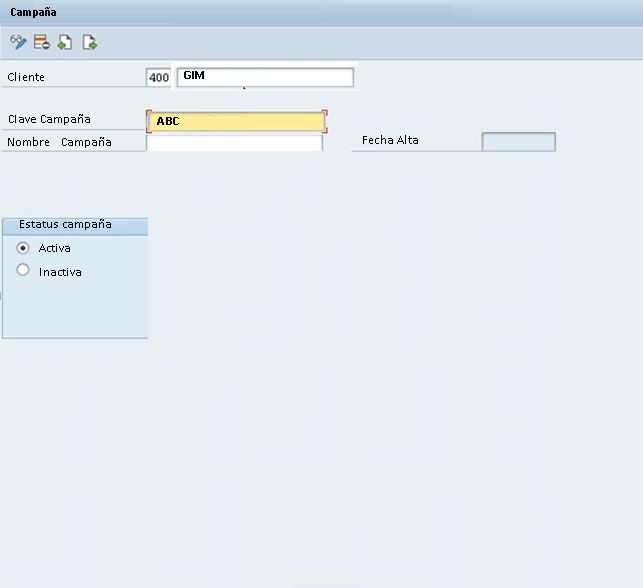 Campaña
Cliente 400 GIM
Clave Campaña ABC
Nombre Campaña Fecha Alta
Estatus campaña
Activa
Inactiva